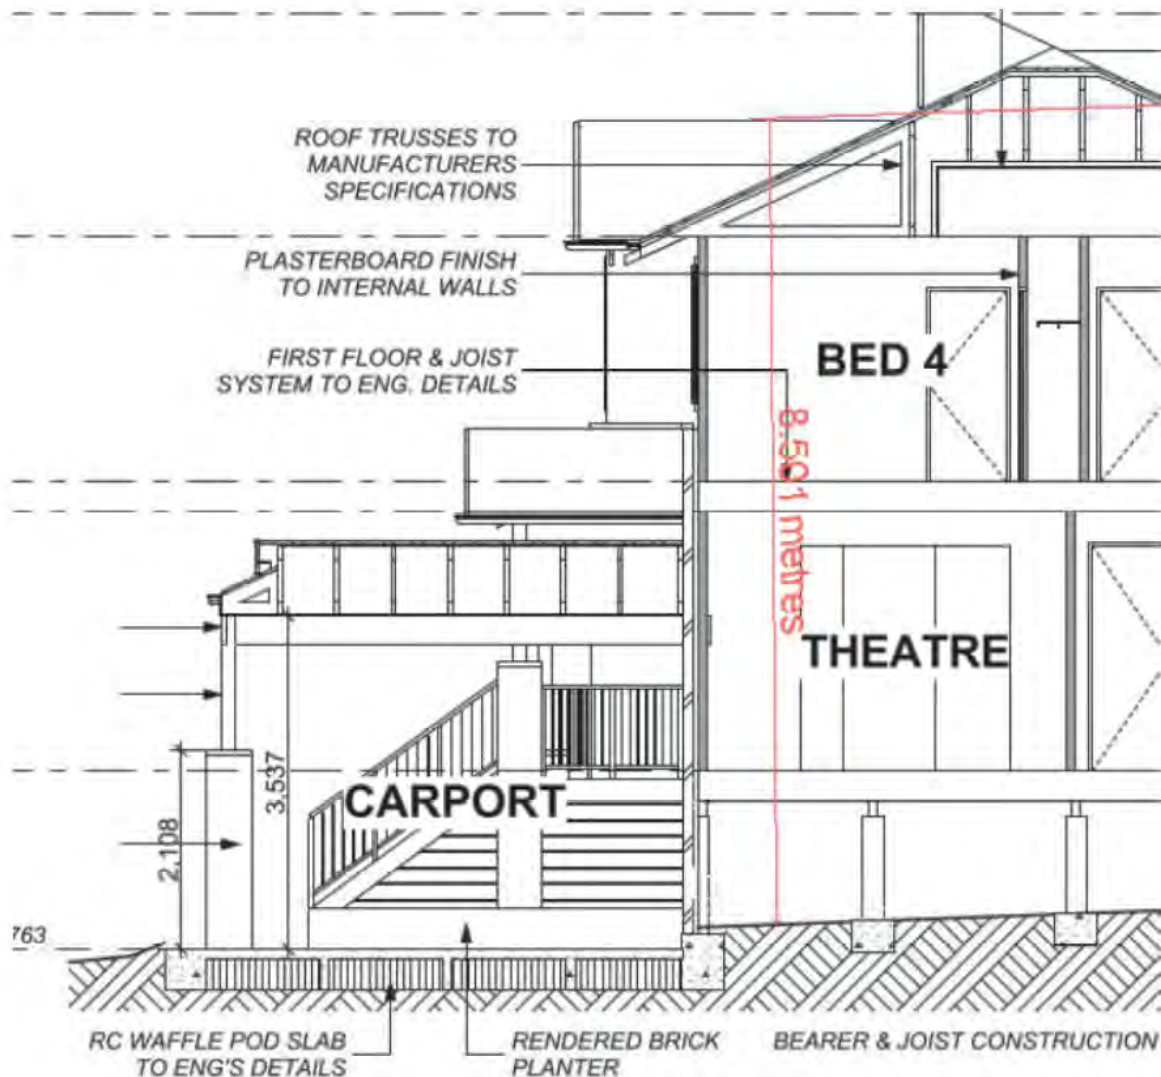 ROOF TRUSSES TO
MANUFACTURERS
SPECIFICATIONS
PLASTERBOARD FINISH
TO INTERNAL WALLS
FIRST FLOOR & JOIST
SYSTEM TO ENG. DETAILS
BED 4
8.501 metres
THEATRE
CARPORT
3,537
2,108
763
RC WAFFLE POD SLAB
TO ENG'S DETAILS
RENDERED BRICK
PLANTER
BEARER & JOIST CONSTRUCTION